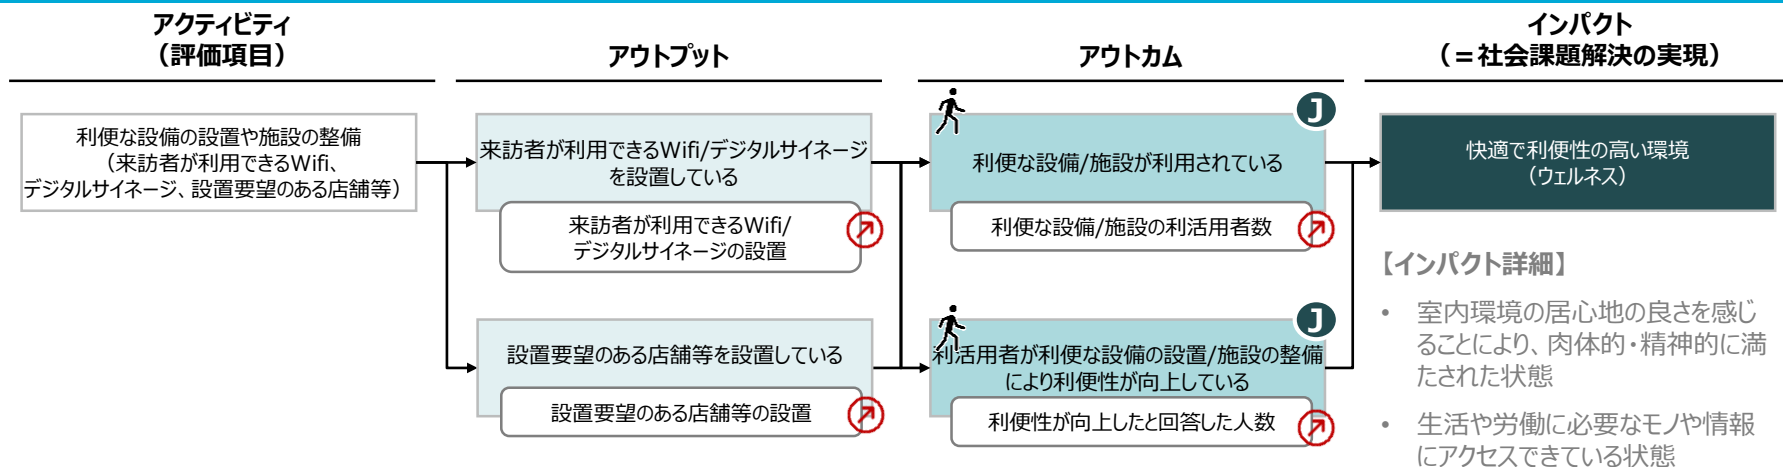 アクティビティ
（評価項目）
アウトプット
アウトカム
インパクト
（＝社会課題解決の実現）
利便な設備の設置や施設の整備
（来訪者が利用できるWifi、
デジタルサイネージ、設置要望のある店舗等）
来訪者が利用できるWifi/デジタルサイネージ
を設置している
来訪者が利用できるWifi/
デジタルサイネージの設置
設置要望のある店舗等を設置している
設置要望のある店舗等の設置
J
利便な設備/施設が利用されている
利便な設備/施設の利活用者数
J
利活用者が利便な設備の設置/施設の整備
により利便性が向上している
利便性が向上したと回答した人数
快適で利便性の高い環境
（ウェルネス）
【インパクト詳細】
• 室内環境の居心地の良さを感じ
ることにより、肉体的・精神的に満
たされた状態
• 生活や労働に必要なモノや情報
にアクセスできている状態